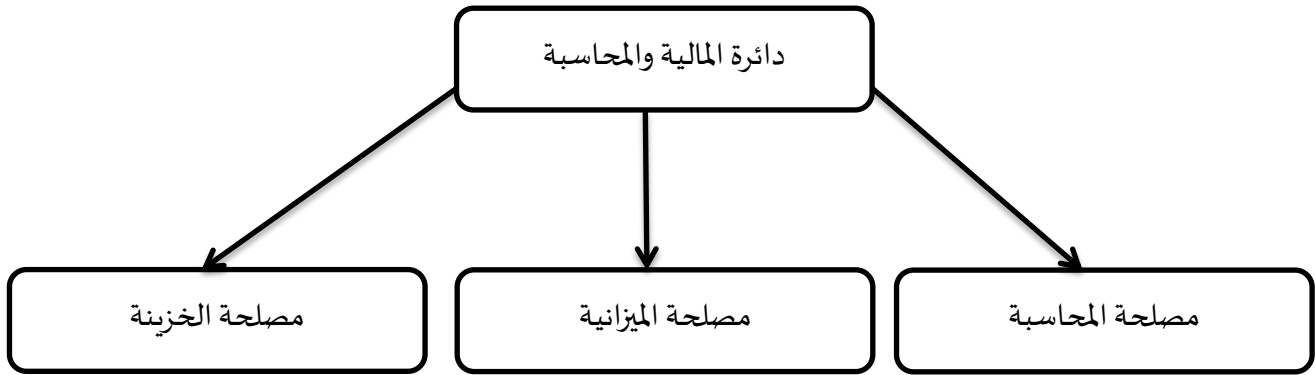 دائرة المالية والمحاسبة
مصلحة المحاسبة
مصلحة الميزانية
مصلحة الخزينة